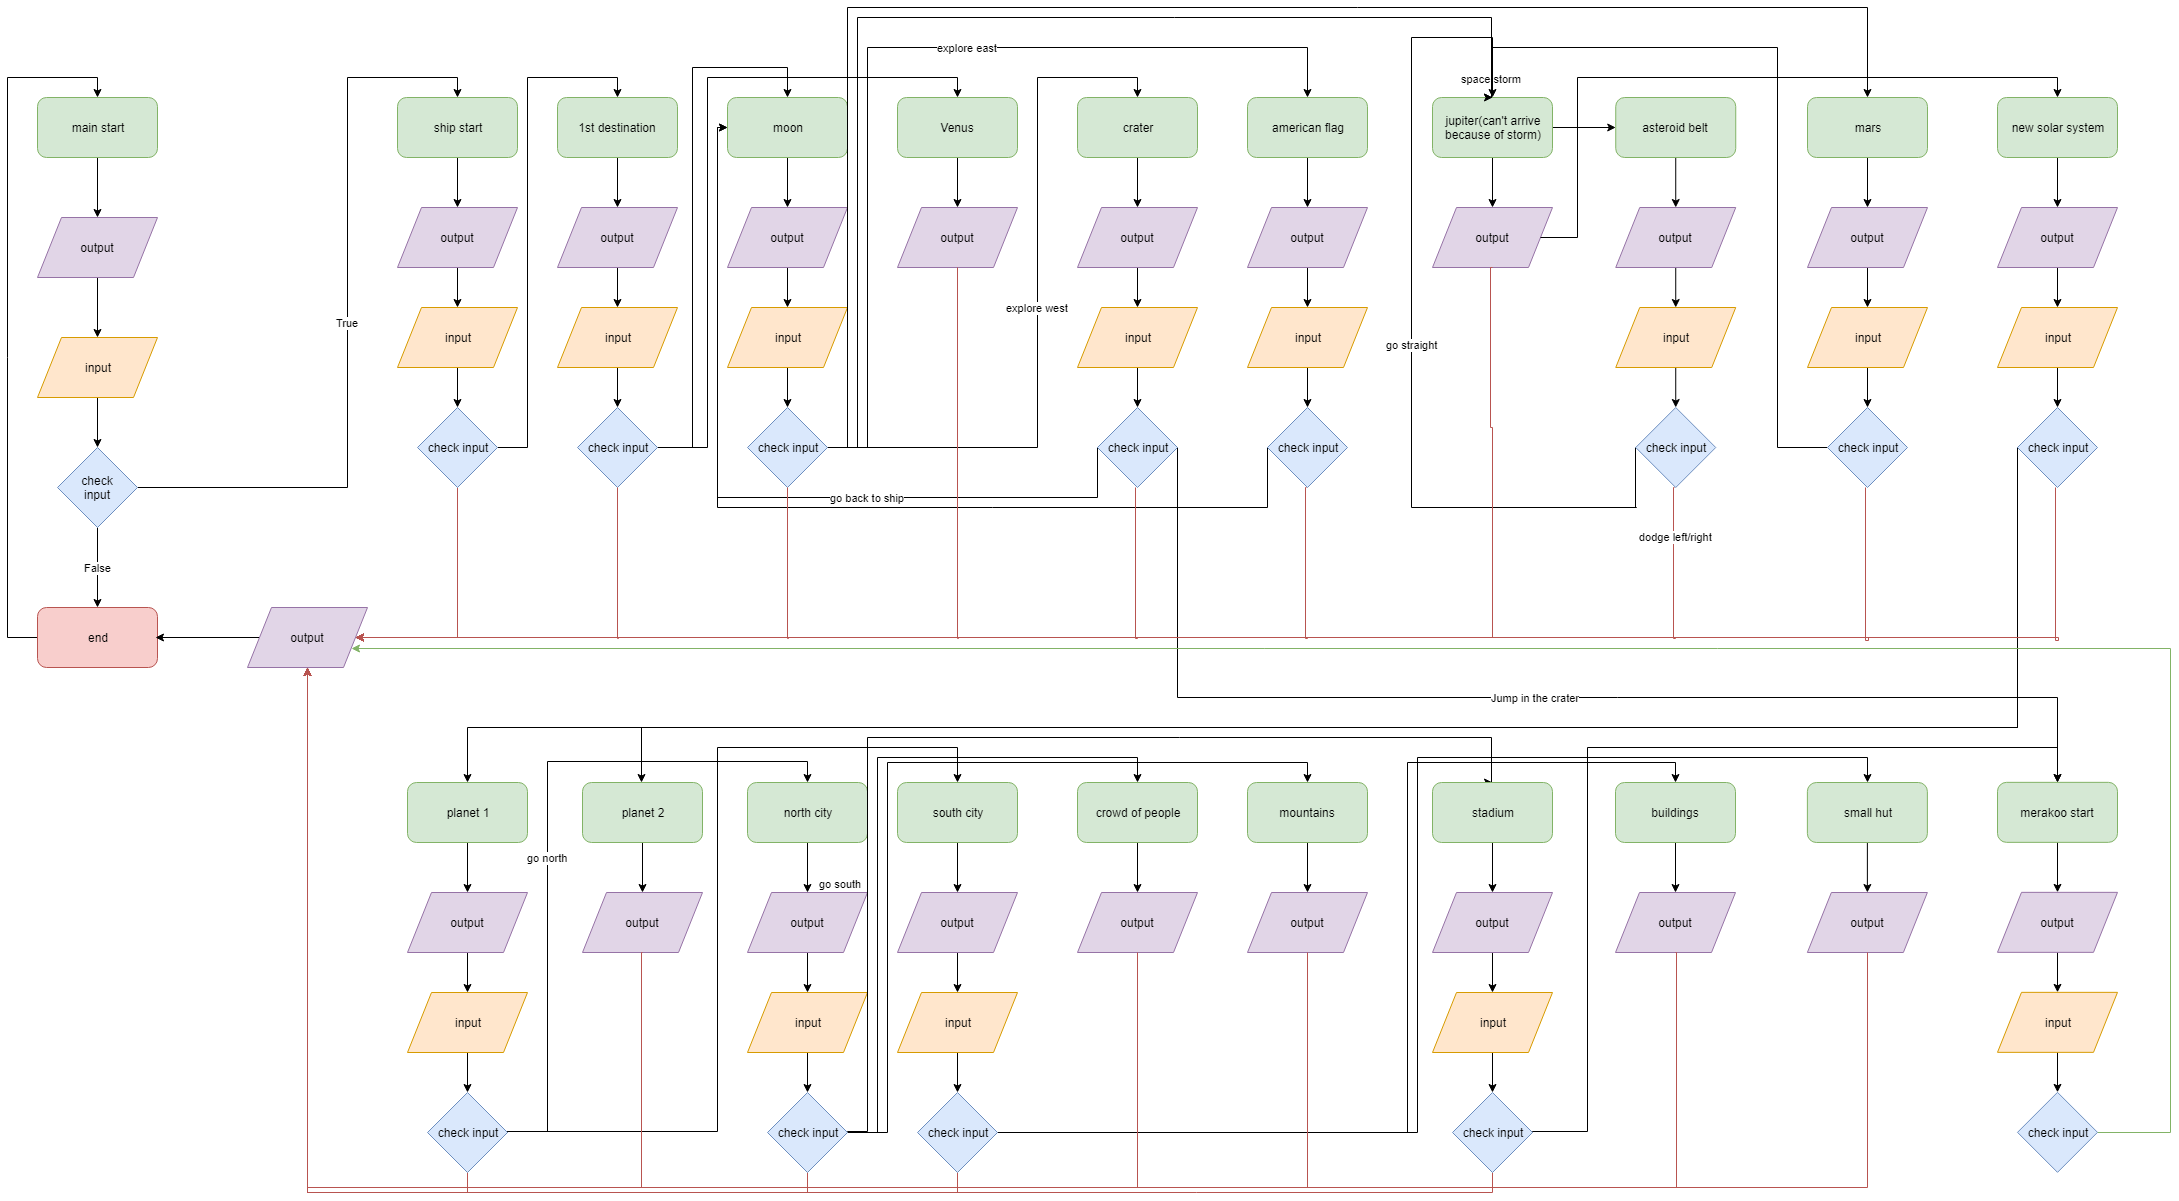 explore east
space storm
main start
ship start
1st destination
moon
Venus
crater
american flag
jupiter(can't arrive
because of storm)
asteroid belt
mars
new solar system
output
output
output
output
output
output
output
output
output
output
output
explore west
True
input
input
input
input
input
input
input
input
input
go straight
input
check input
check input
check input
check input
check input
check input
check input
check input
check
input
go back to ship
dodge left/right
False
end
output
Jump in the crater
planet 1
planet 2
north city
south city
crowd of people
mountains
stadium
buildings
small hut
merakoo start
go north
go south
output
output
output
output
output
output
output
output
output
output
input
input
input
input
input
check input
check input
check input
check input
check input